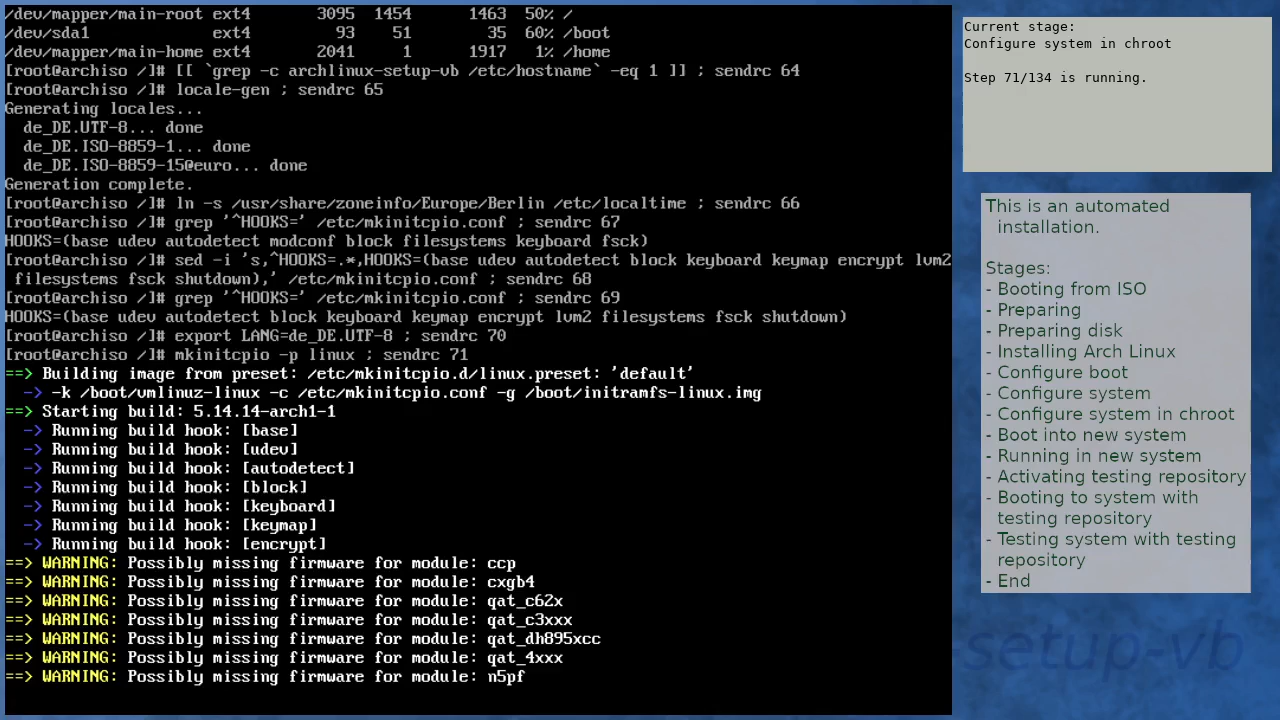 /dev/mapper/main-root ext4       3095  1454      1463  50% /
/dev/sda1             ext4         93    51        35  60% /boot
/dev/mapper/main-home ext4       2041     1      1917   1% /home
[root@archiso /]# [[ `grep -c archlinux-setup-vb /etc/hostname` -eq 1 ]] ; sendrc 64
[root@archiso /]# locale-gen ; sendrc 65
Generating locales...
  de_DE.UTF-8... done
  de_DE.ISO-8859-1... done
  de_DE.ISO-8859-15@euro... done
Generation complete.
[root@archiso /]# ln -s /usr/share/zoneinfo/Europe/Berlin /etc/localtime ; sendrc 66
[root@archiso /]# grep '^HOOKS=' /etc/mkinitcpio.conf ; sendrc 67
HOOKS=(base udev autodetect modconf block filesystems keyboard fsck)
[root@archiso /]# sed -i 's,^HOOKS=.*,HOOKS=(base udev autodetect block keyboard keymap encrypt lvm2
 filesystems fsck shutdown),' /etc/mkinitcpio.conf ; sendrc 68
[root@archiso /]# grep '^HOOKS=' /etc/mkinitcpio.conf ; sendrc 69
HOOKS=(base udev autodetect block keyboard keymap encrypt lvm2 filesystems fsck shutdown)
[root@archiso /]# export LANG=de_DE.UTF-8 ; sendrc 70
[root@archiso /]# mkinitcpio -p linux ; sendrc 71
==> Building image from preset: /etc/mkinitcpio.d/linux.preset: 'default'
  -> -k /boot/vmlinuz-linux -c /etc/mkinitcpio.conf -g /boot/initramfs-linux.img
==> Starting build: 5.14.14-arch1-1
  -> Running build hook: [base]
  -> Running build hook: [udev]
  -> Running build hook: [autodetect]
  -> Running build hook: [block]
  -> Running build hook: [keyboard]
  -> Running build hook: [keymap]
  -> Running build hook: [encrypt]
==> WARNING: Possibly missing firmware for module: ccp
==> WARNING: Possibly missing firmware for module: cxgb4
==> WARNING: Possibly missing firmware for module: qat_c62x
==> WARNING: Possibly missing firmware for module: qat_c3xxx
==> WARNING: Possibly missing firmware for module: qat_dh895xcc
==> WARNING: Possibly missing firmware for module: qat_4xxx
==> WARNING: Possibly missing firmware for module: n5pf
Current stage:
Configure system in chroot
Step 71/134 is running.
This is an automated
installation.
Stages:
- Booting from ISO
- Preparing
- Preparing disk
- Installing Arch Linux
- Configure boot
- Configure system
- Configure system in chroot
- Boot into new system
- Running in new system
- Activating testing repository
- Booting to system with
testing repository
- Testing system with testing
repository
- End
-setup-vb